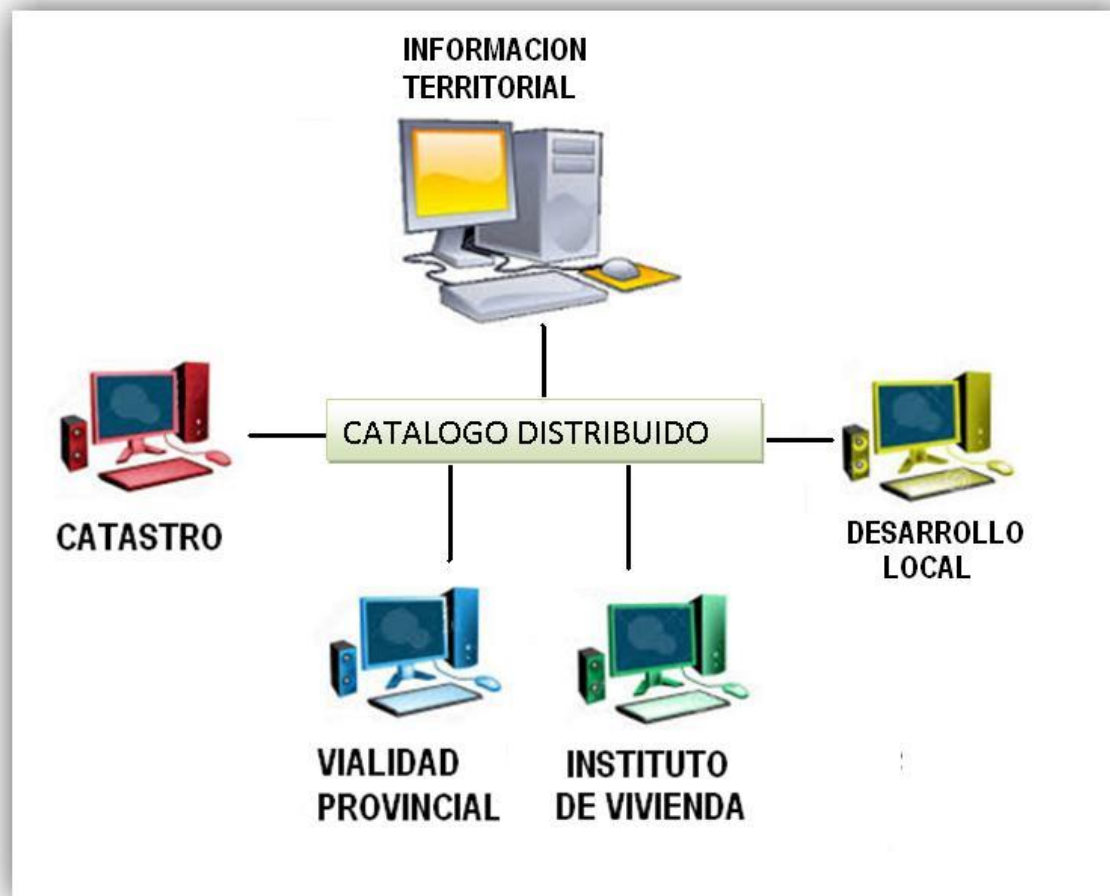 INFORMACION
TERRITORIAL
CATALOGO DISTRIBUIDO
CATASTRO
DESARROLLO
LOCAL
VIALIDAD
PROVINCIAL
INSTITUTO
DE VIVIENDA